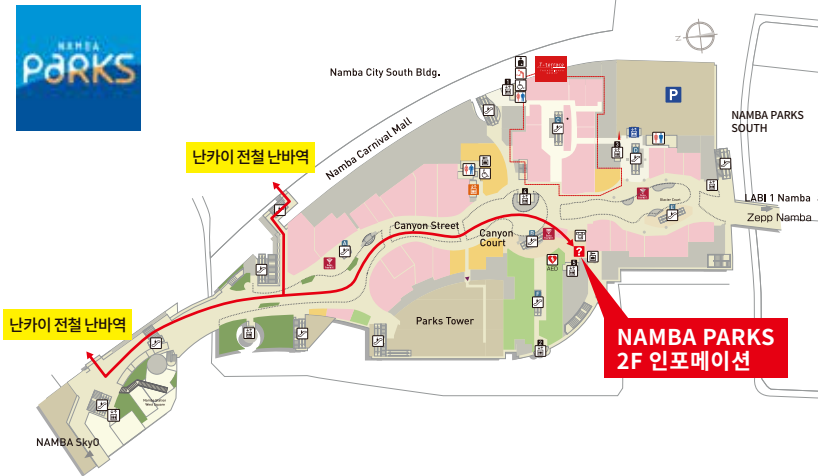 NAMBA
PARKS
Namba City South Bldg.
T-terrace
P
NAMBA PARKS
SOUTH
난카이 전철 난바역
Namba Carnival Mall
LABI 1 Namba
Zepp Namba
Canyon Street
Canyon
Court
?
AED
난카이 전철 난바역
Parks Tower
NAMBA PARKS
2F 인포메이션
NAMBA SkyO